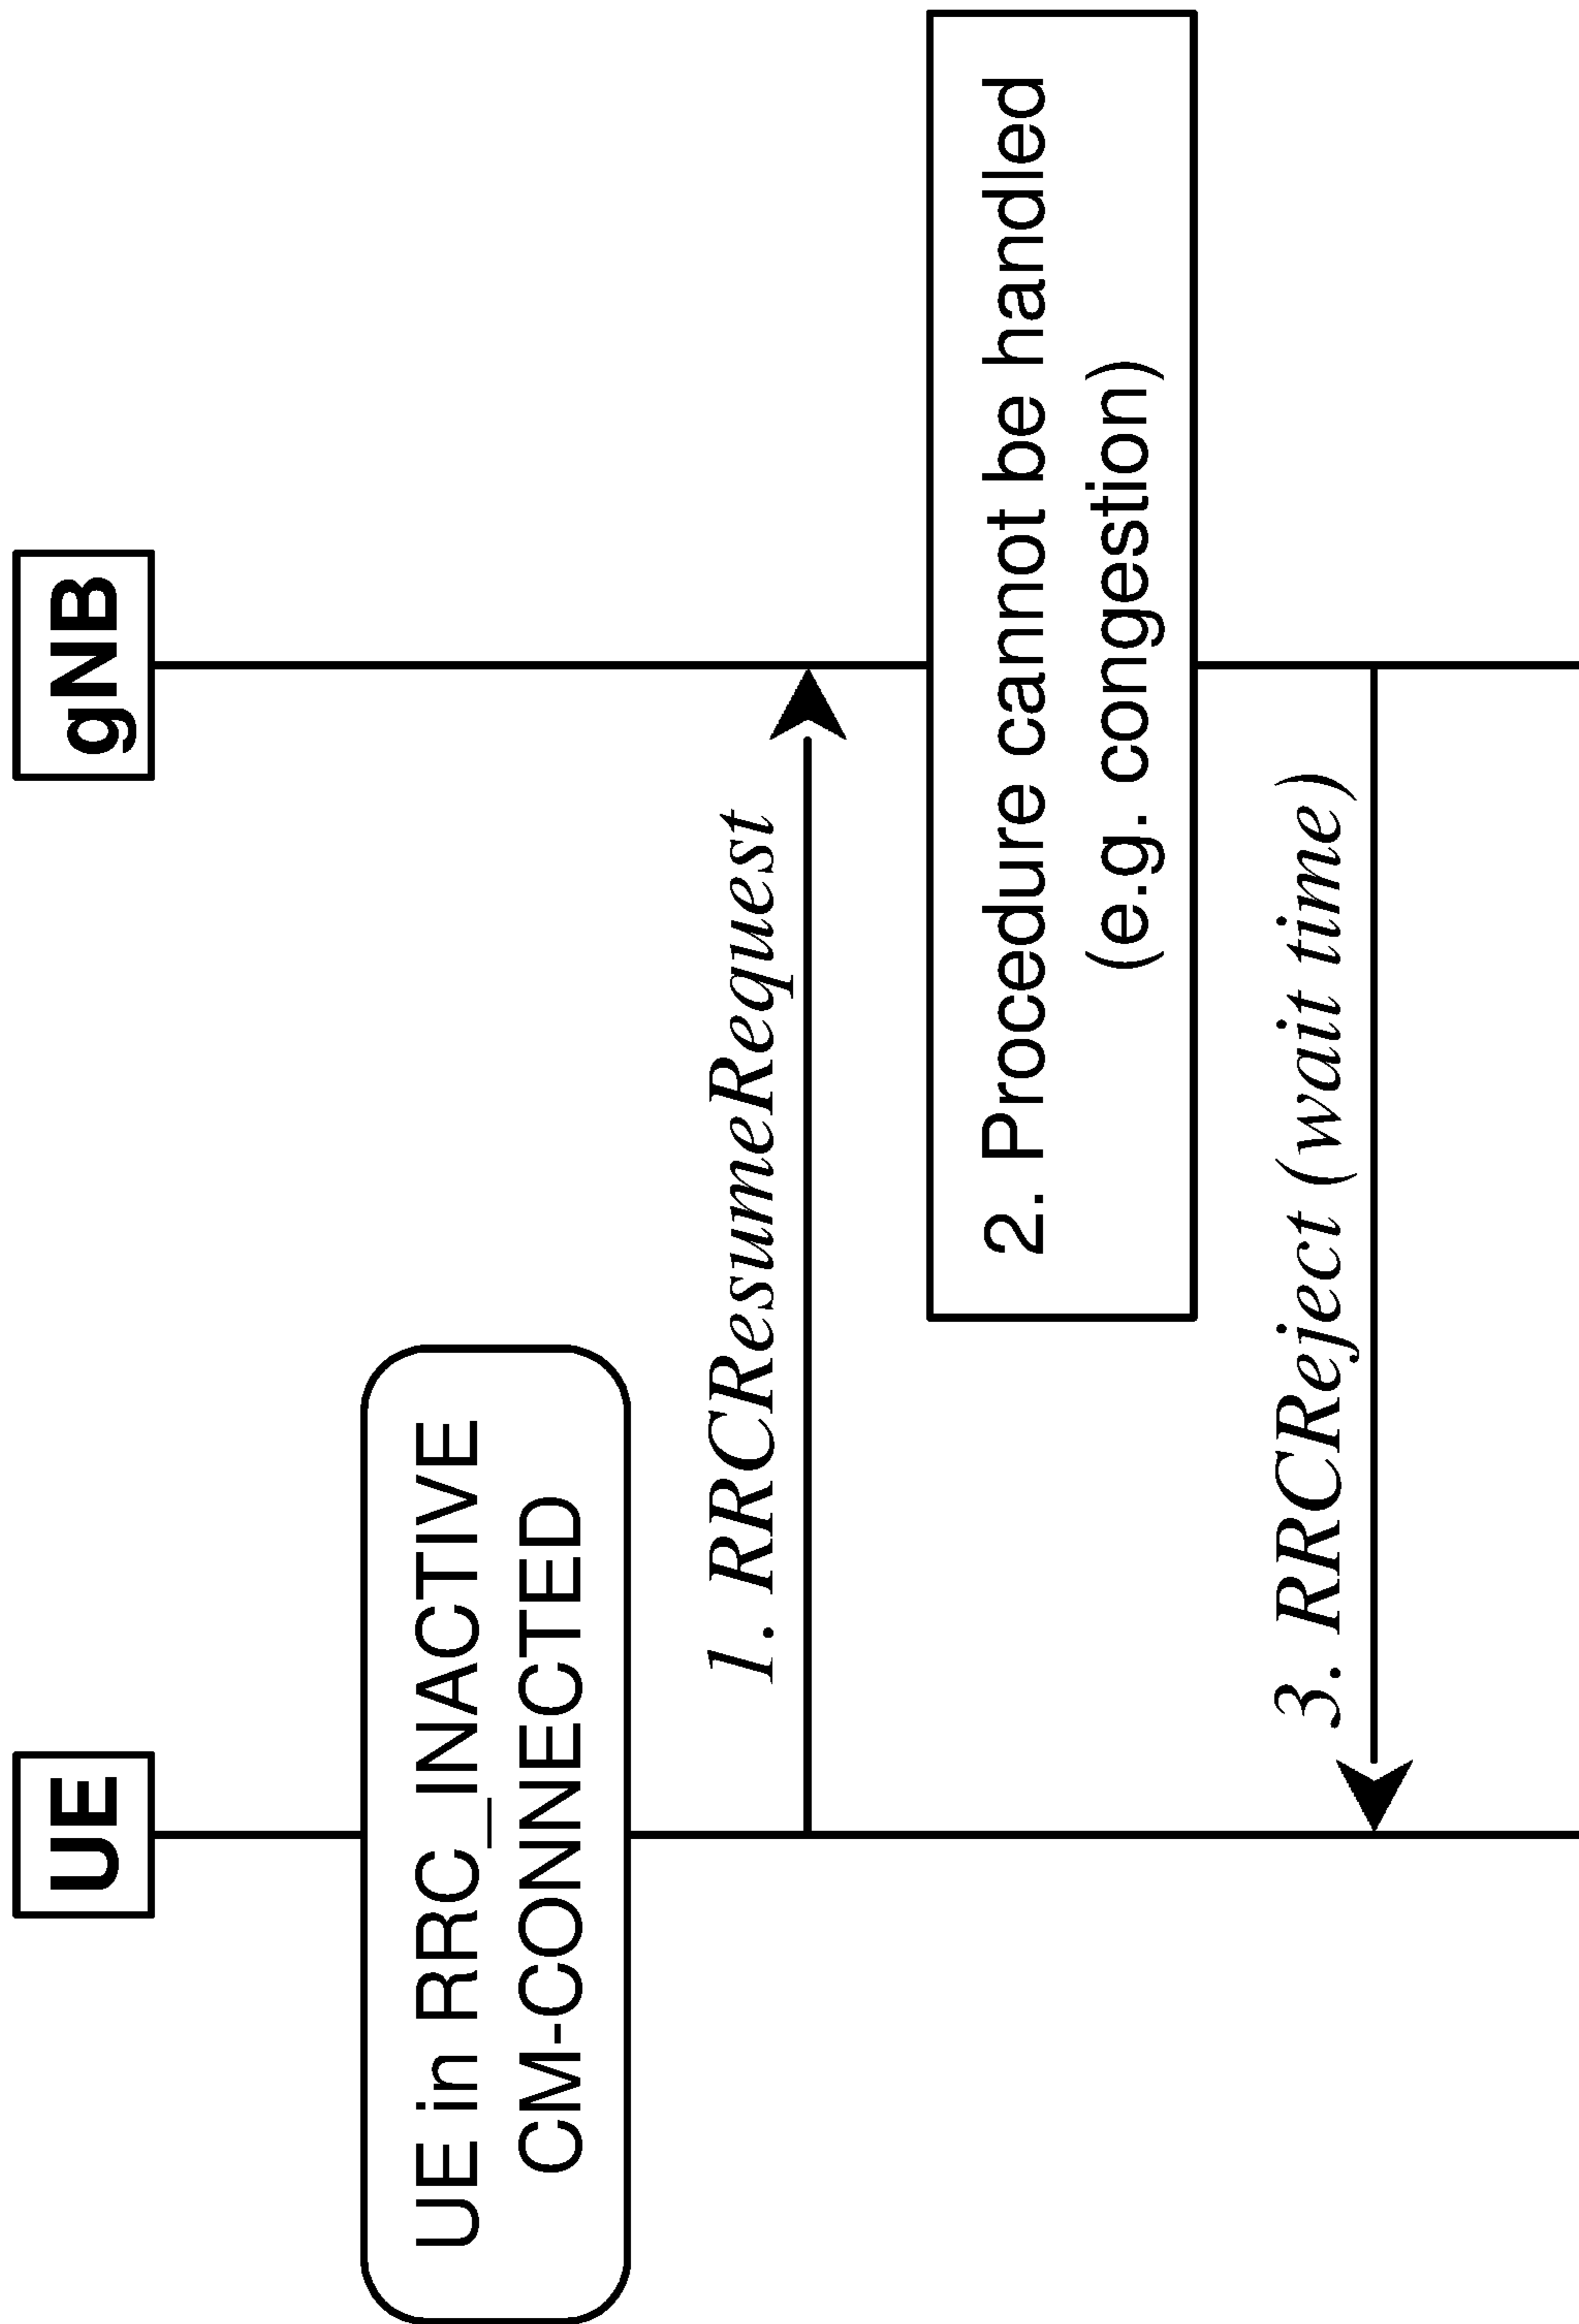 UE
gNB
UE in RRC_INACTIVE
CM-CONNECTED
1. RRCResumeRequest
2. Procedure cannot be handled
(e.g. congestion)
3. RRCReject (wait time)